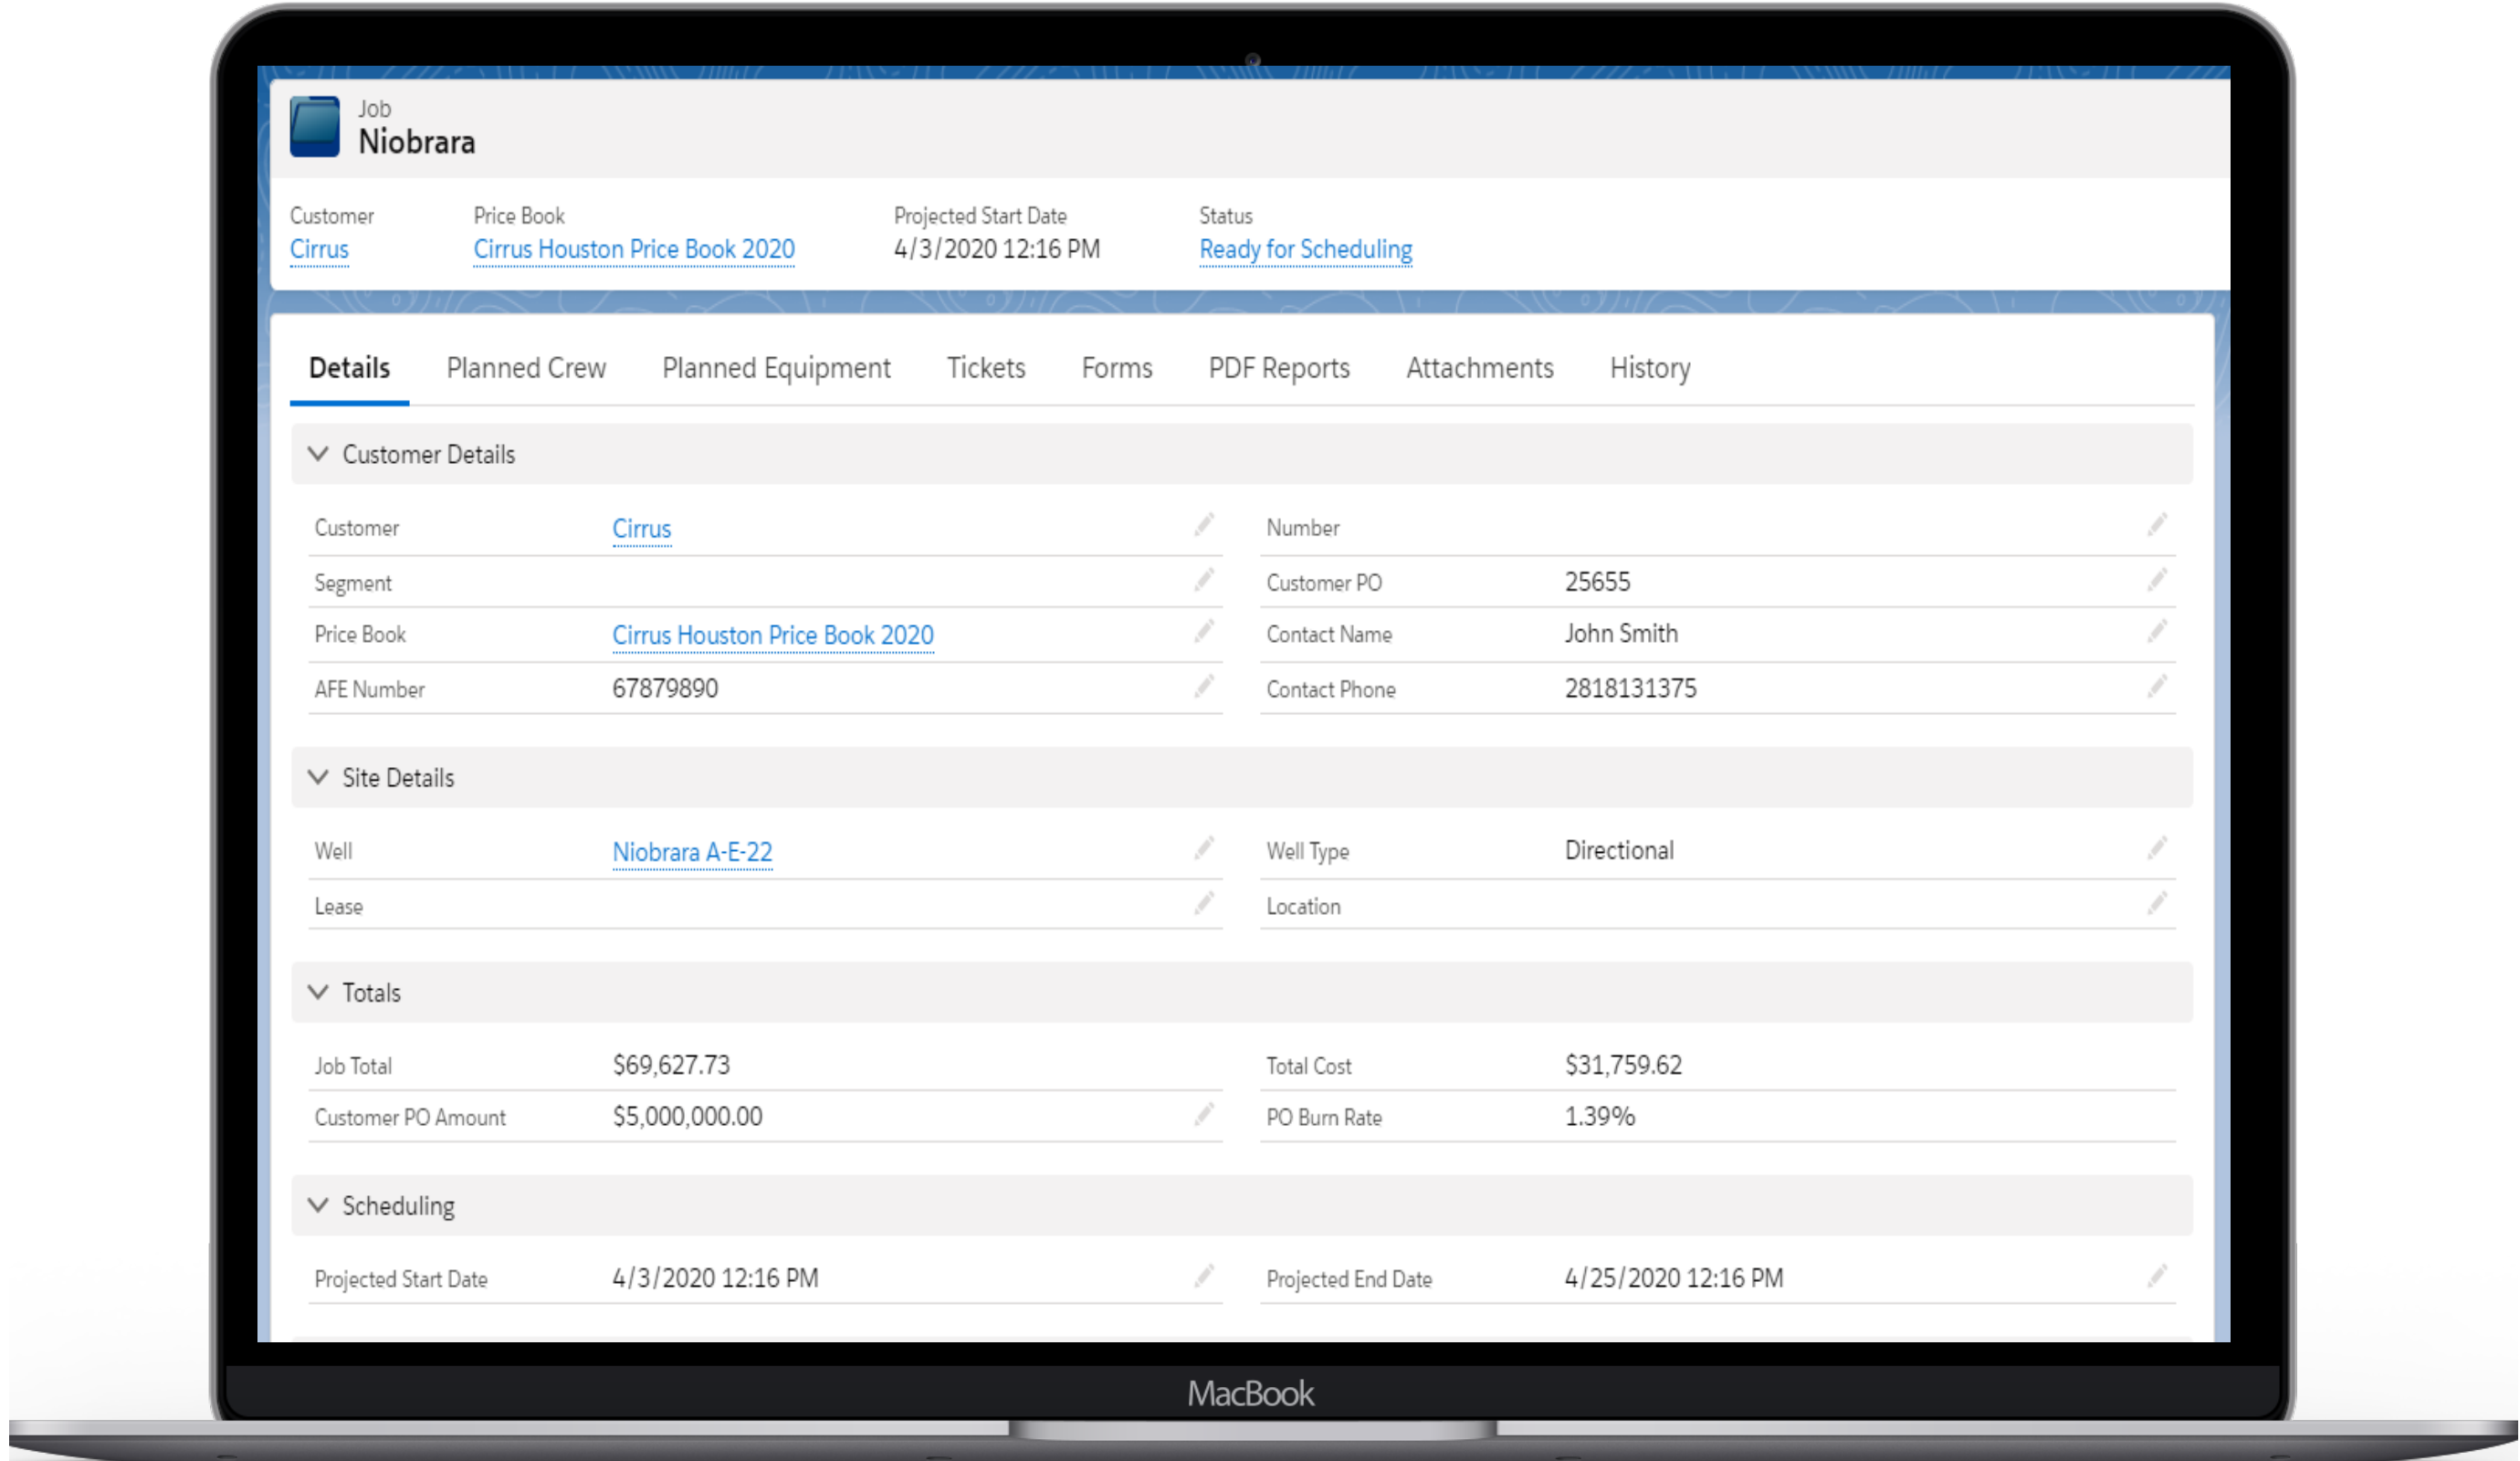 Job
Niobrara
Customer Price Book Projected Start Date Status
Cirrus Cirrus Houston Price Book 2020 4/3/2020 12:16 PM Ready for Scheduling
Details Planned Crew Planned Equipment Tickets Forms PDF Reports Attachments History
Customer Details
Customer Cirrus Number
Segment Customer PO 25655
Price Book Cirrus Houston Price Book 2020 Contact Name John Smith
AFE Number 67879890 Contact Phone 2818131375
Site Details
Well Niobrara A-E-22 Well Type Directional
Lease Location
Totals
Job Total $69,627.73 Total Cost $31,759.62
Customer PO Amount $5,000,000.00 PO Burn Rate 1.39%
Scheduling
Projected Start Date 4/3/2020 12:16 PM Projected End Date 4/25/2020 12:16 PM
MacBook